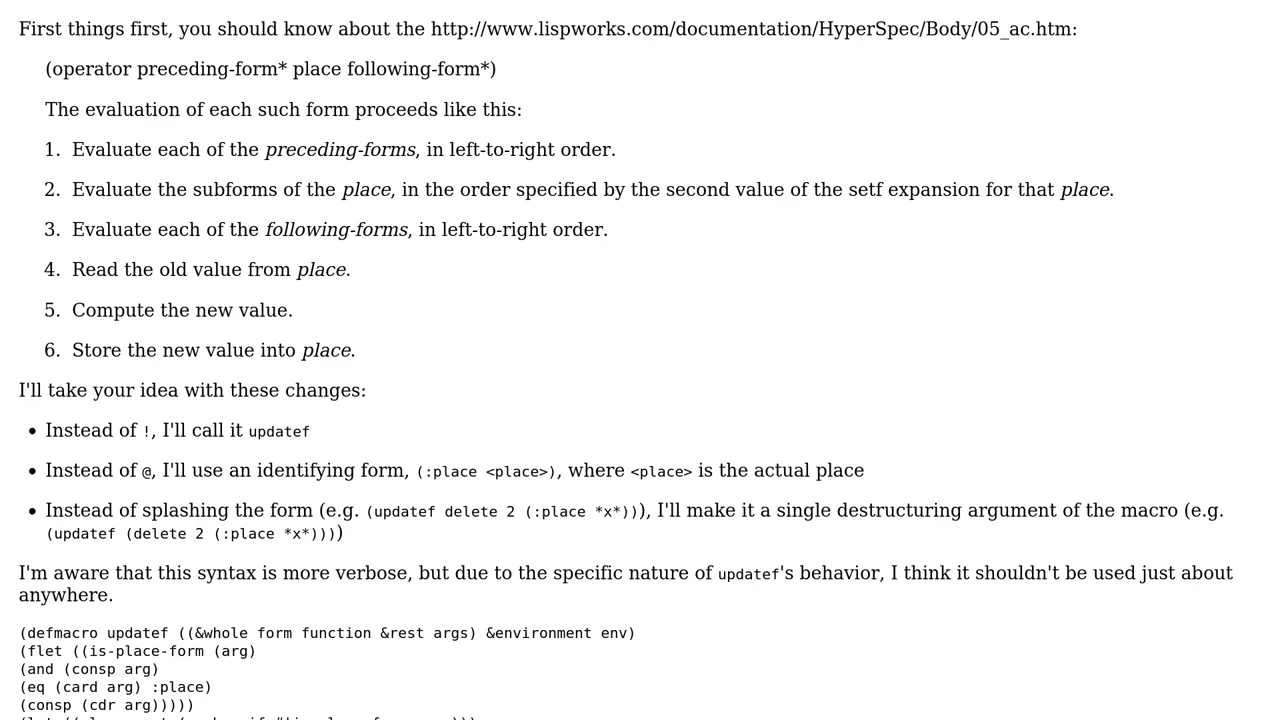 First things first, you should know about the http://www.lispworks.com/documentation/HyperSpec/Body/05_ac.htm:
(operator preceding-form* place following-form*)
The evaluation of each such form proceeds like this:
1. Evaluate each of the preceding-forms, in left-to-right order.
2. Evaluate the subforms of the place, in the order specified by the second value of the setf expansion for that place.
3. Evaluate each of the following-forms, in left-to-right order.
4. Read the old value from place.
5. Compute the new value.
6. Store the new value into place.
I'll take your idea with these changes:
• Instead of !, I'll call it updatef
• Instead of @, I'll use an identifying form, (:place <place>), where <place> is the actual place
• Instead of splashing the form (e.g. (updatef delete 2 (:place *x*))), I'll make it a single destructuring argument of the macro (e.g.
(updatef (delete 2 (:place *x*))))
I'm aware that this syntax is more verbose, but due to the specific nature of updatef's behavior, I think it shouldn't be used just about
anywhere.
(defmacro updatef ((&whole form function &rest args) &environment env)
(flet ((is-place-form (arg)
(and (consp arg)
(eq (card arg) :place)
(consp (cdr arg)))))